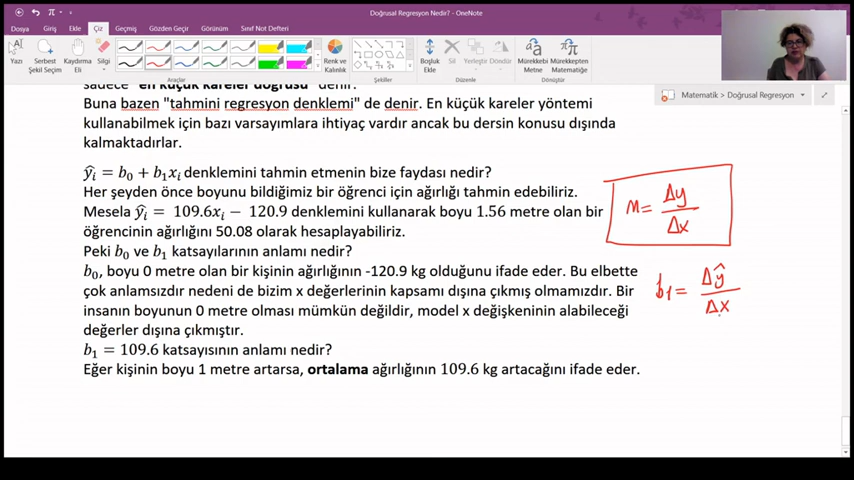 Doğrusal Regresyon Nedir? - OneNote
Dosya Giriş Ekle Çiz Geçmiş Gözden Geçir Görünüm Sınıf Not Defteri
Yazı Serbest Şekil Seçim Kaydırma Eli Silgi Renk ve Kalınlık Boşluk Ekle Sil Düzenle Döndür Mürekkebi Metne Mürekkepten Matematiğe
Araçlar Şekiller Düzenle Dönüştür
Matematik > Doğrusal Regresyon
sadece "en küçük kareler doğrusu" denir.
Buna bazen "tahmini regresyon denklemi" de denir. En küçük kareler yöntemi
kullanabilmek için bazı varsayımlara ihtiyaç vardır ancak bu dersin konusu dışında
kalmaktadırlar.
ŷᵢ = b₀ + b₁xᵢ denklemini tahmin etmenin bize faydası nedir?
Her şeyden önce boyunu bildiğimiz bir öğrenci için ağırlığı tahmin edebiliriz.
Mesela ŷᵢ = 109.6xᵢ − 120.9 denklemini kullanarak boyu 1.56 metre olan bir
öğrencinin ağırlığını 50.08 olarak hesaplayabiliriz.
Peki b₀ ve b₁ katsayılarının anlamı nedir?
b₀, boyu 0 metre olan bir kişinin ağırlığının -120.9 kg olduğunu ifade eder. Bu elbette
çok anlamsızdır nedeni de bizim x değerlerinin kapsamı dışına çıkmış olmamızdır. Bir
insanın boyunun 0 metre olması mümkün değildir, model x değişkeninin alabileceği
değerler dışına çıkmıştır.
b₁ = 109.6 katsayısının anlamı nedir?
Eğer kişinin boyu 1 metre artarsa, ortalama ağırlığının 109.6 kg artacağını ifade eder.
m = Δy / Δx
b1 = Δŷ / Δx